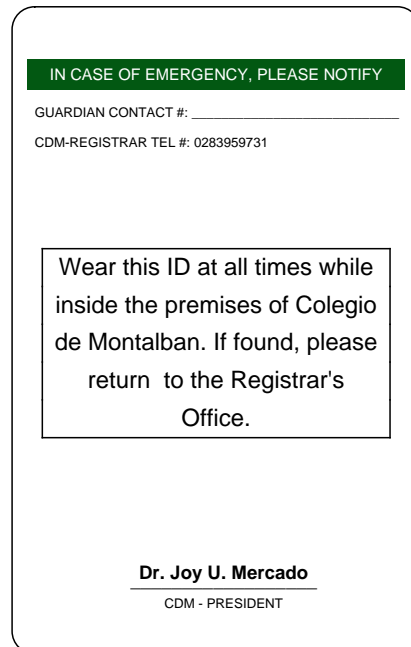 IN CASE OF EMERGENCY, PLEASE NOTIFY
GUARDIAN CONTACT #: ____________________________
CDM-REGISTRAR TEL #: 0283959731
Wear this ID at all times while
inside the premises of Colegio
de Montalban. If found, please
return  to the Registrar's
Office.
Dr. Joy U. Mercado
CDM - PRESIDENT